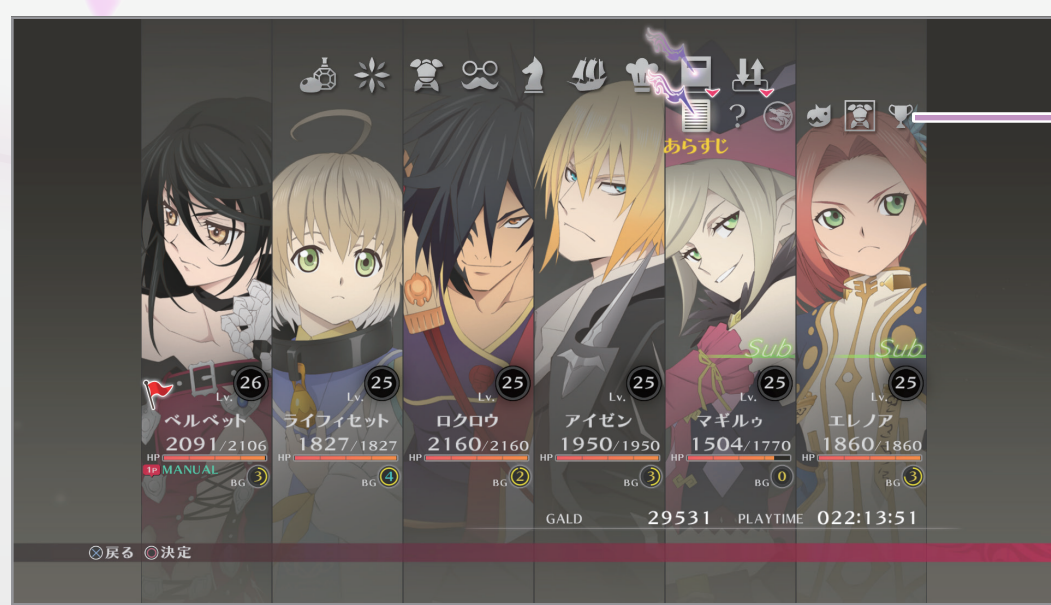 ?
あらすじ
Sub Sub
Lv. 26 Lv. 25 Lv. 25 Lv. 25 Lv. 25 Lv. 25
ベルベット ライフィセット ロクロウ アイゼン マギルゥ エレノア
2091/2106 1827/1827 2160/2160 1950/1950 1504/1770 1860/1860
HP HP HP HP HP HP
1P MANUAL BG 3 BG 4 BG 2 BG 3 BG 0 BG 3
GALD 29531 PLAYTIME 022:13:51
戻る 決定